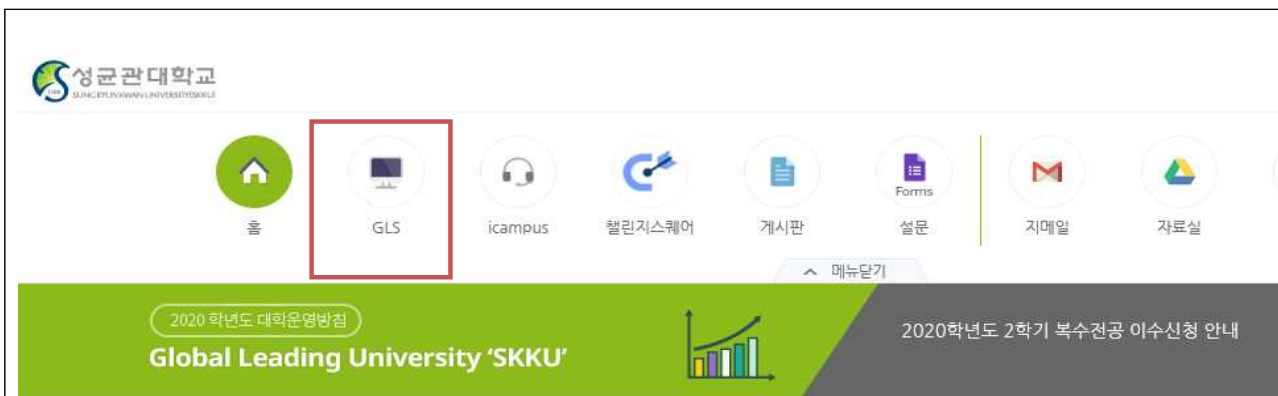 성균관대학교
SUNG KYUN KWAN UNIVERSITY(SKKU)
Forms
홈
GLS
icampus
챌린지스퀘어
게시판
설문
지메일
자료실
메뉴닫기
2020 학년도 대학운영방침
Global Leading University ‘SKKU’
2020학년도 2학기 복수전공 이수신청 안내